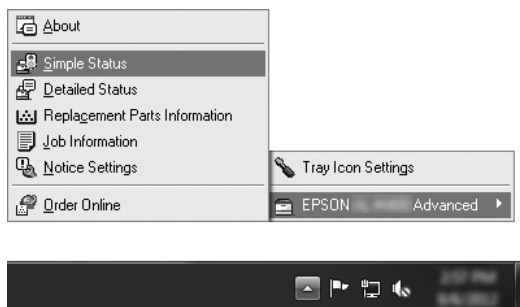 About
Simple Status
Detailed Status
Replacement Parts Information
Job Information
Notice Settings
Order Online
Tray Icon Settings
EPSON Advanced